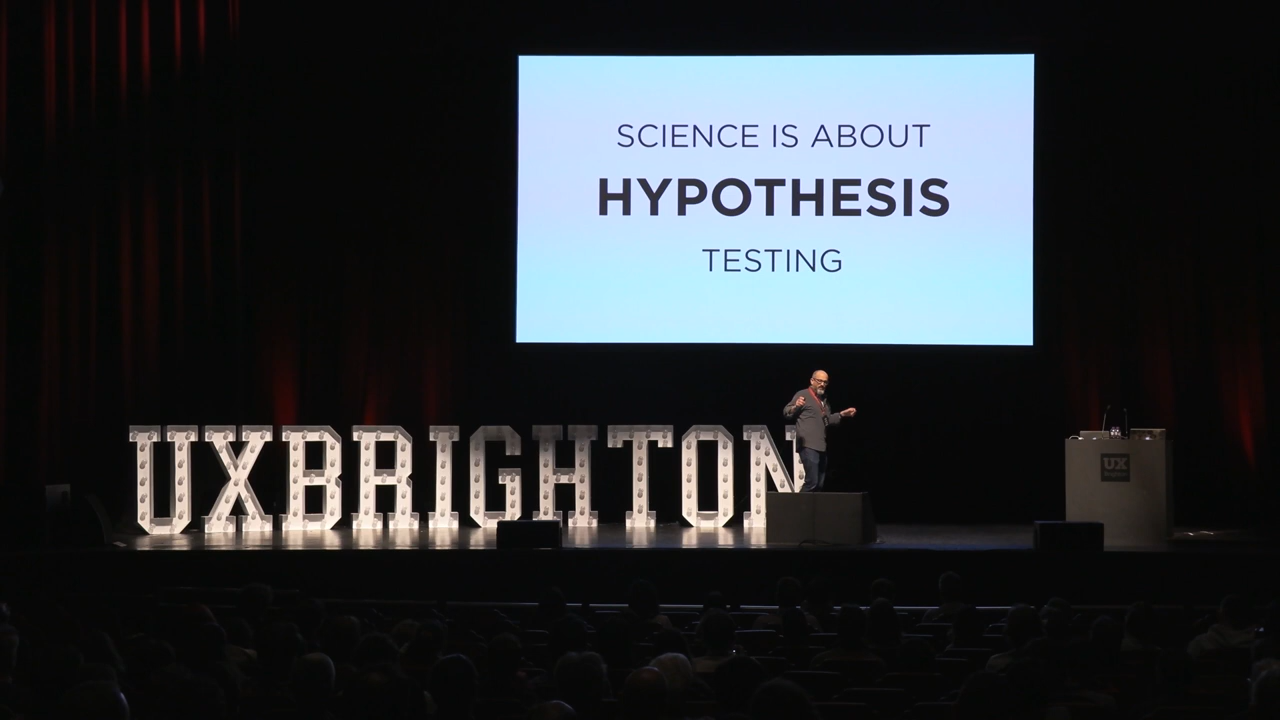 SCIENCE IS ABOUT
HYPOTHESIS
TESTING
UXBRIGHTON
UX